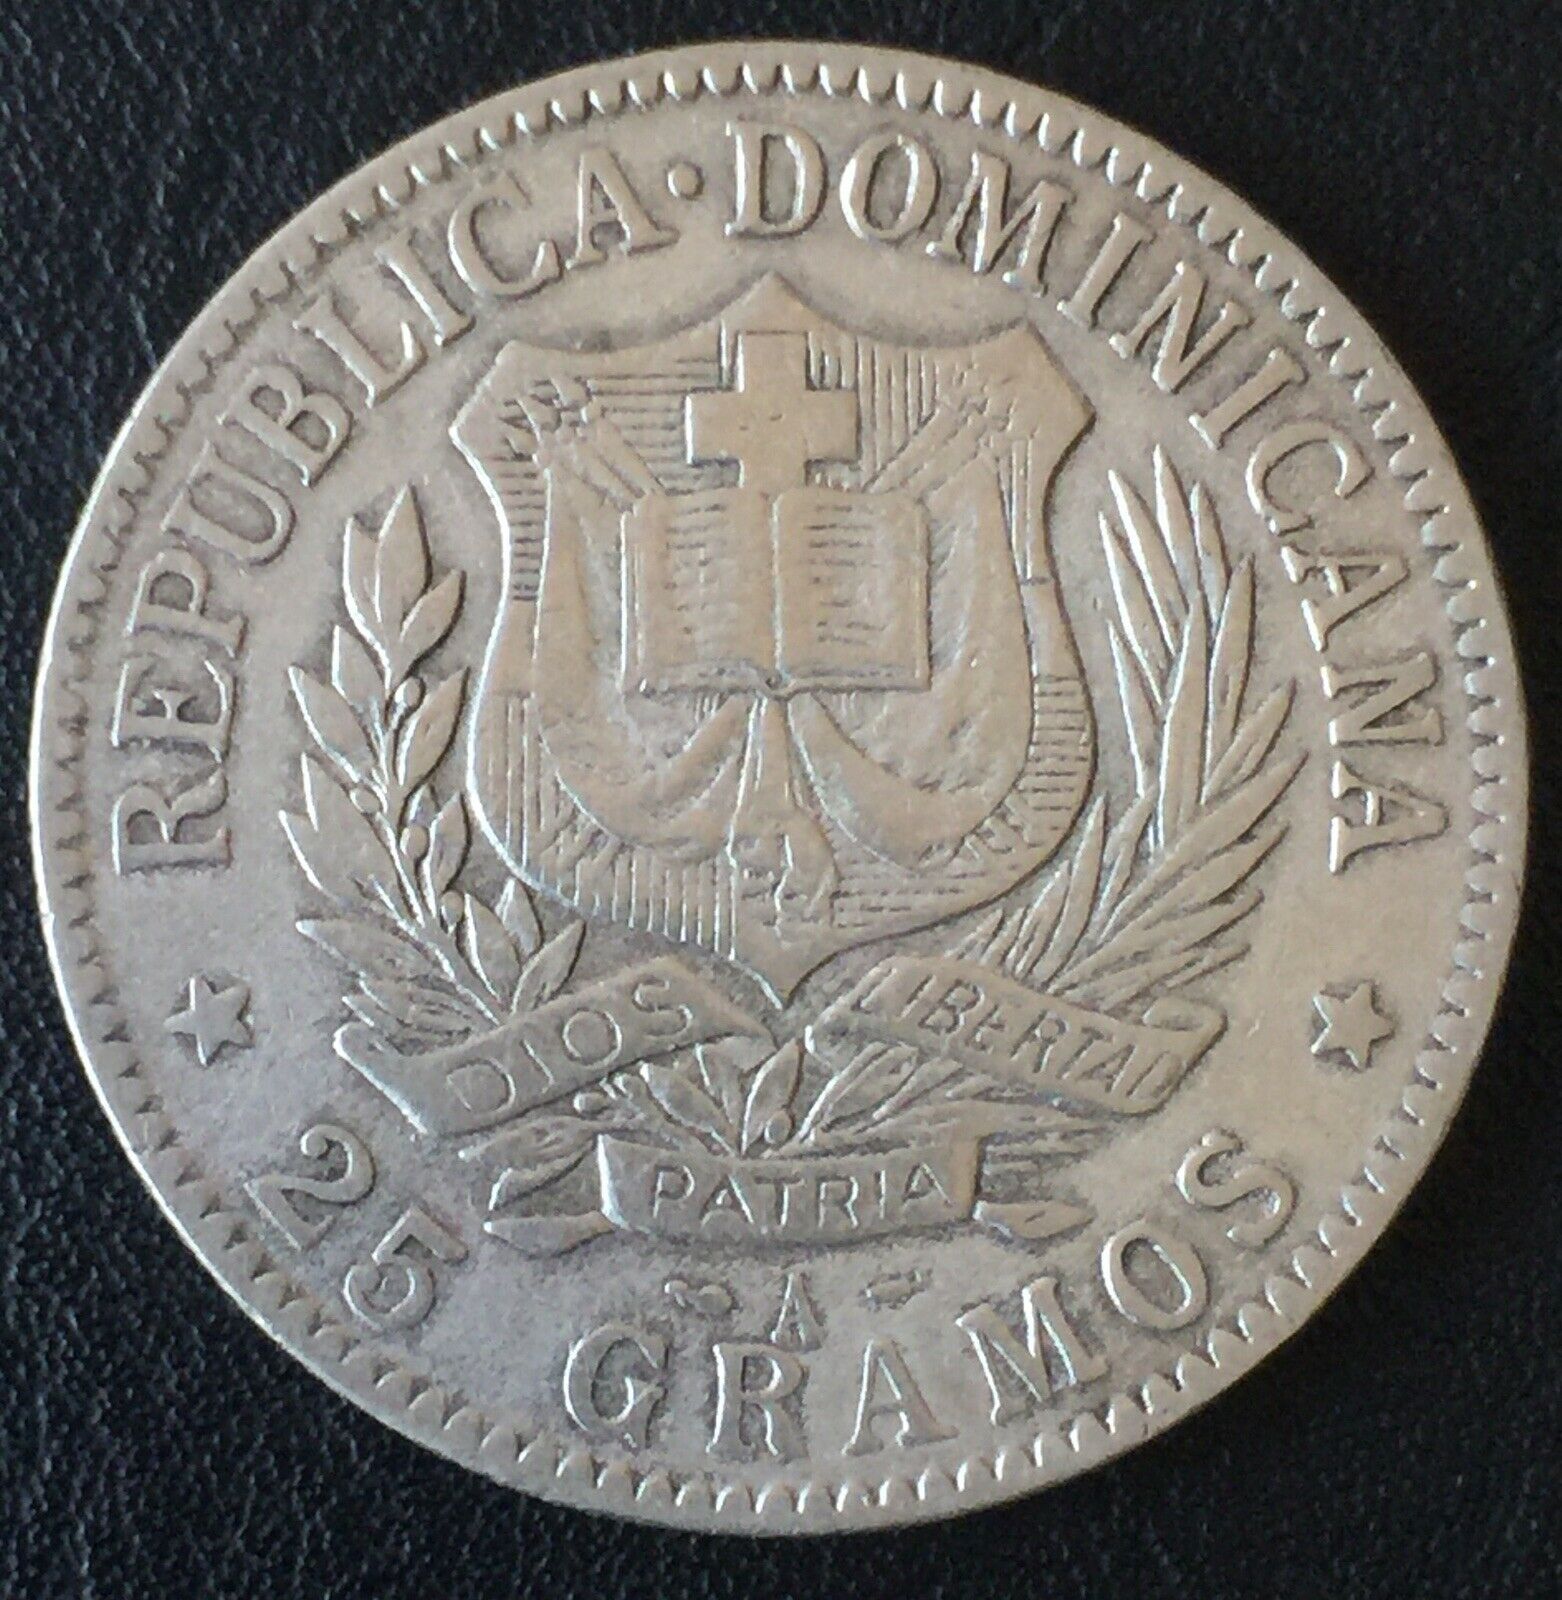 REPUBLICA·DOMINICANA
DIOS
LIBERTAD
PATRIA
A
25 GRAMOS